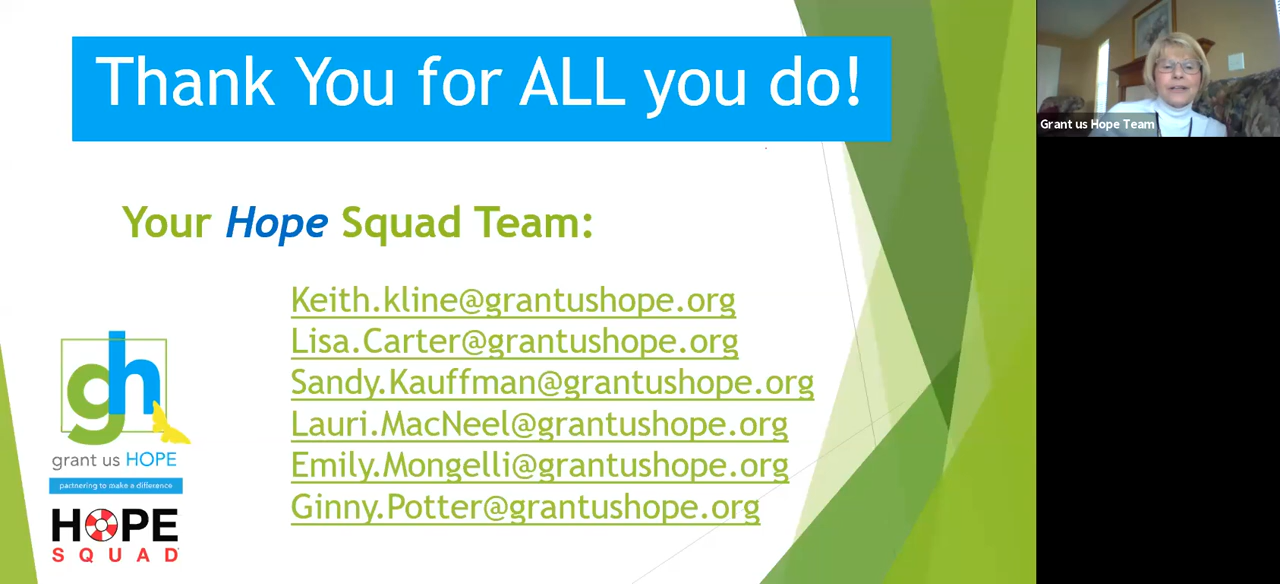 Thank You for ALL you do!
Grant us Hope Team
Your Hope Squad Team:
Keith.kline@grantushope.org
Lisa.Carter@grantushope.org
Sandy.Kauffman@grantushope.org
Lauri.MacNeel@grantushope.org
Emily.Mongelli@grantushope.org
Ginny.Potter@grantushope.org
gh
grant us HOPE
partnering to make a difference
HOPE
SQUAD